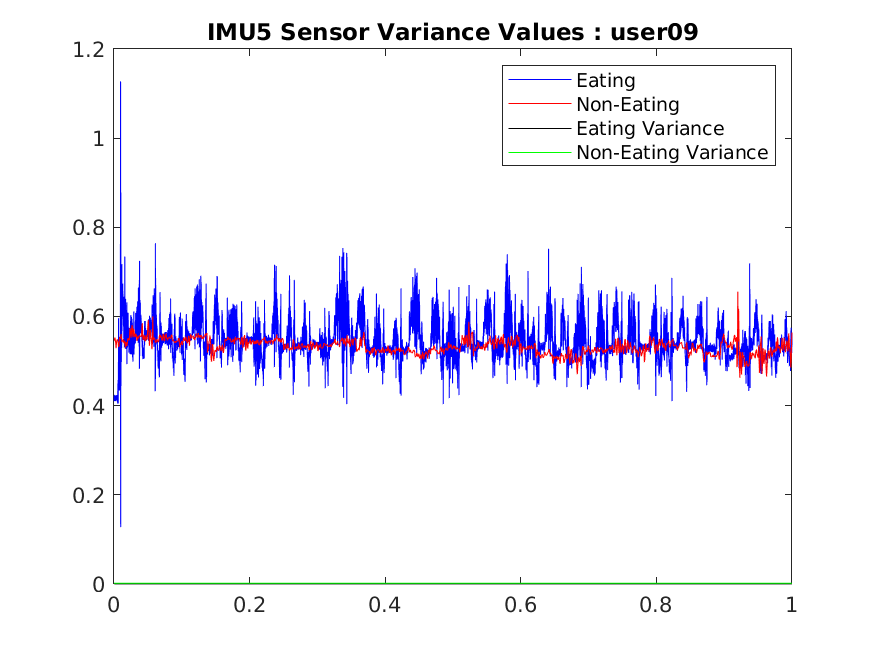 IMU5 Sensor Variance Values : user09
Eating
Non-Eating
Eating Variance
Non-Eating Variance
1.2
1
0.8
0.6
0.4
0.2
0
0 0.2 0.4 0.6 0.8 1